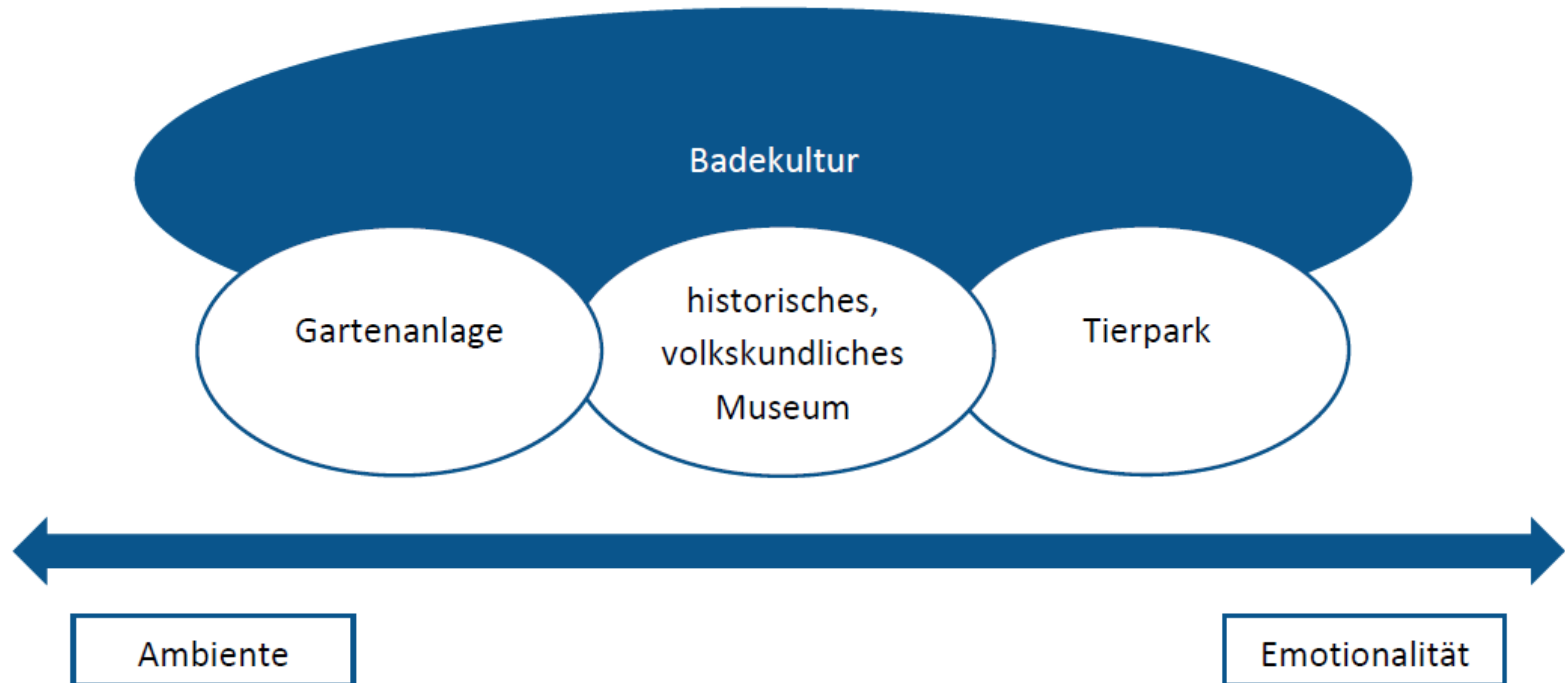 Badekultur
Gartenanlage
historisches,
volkskundliches
Museum
Tierpark
Ambiente
Emotionalität